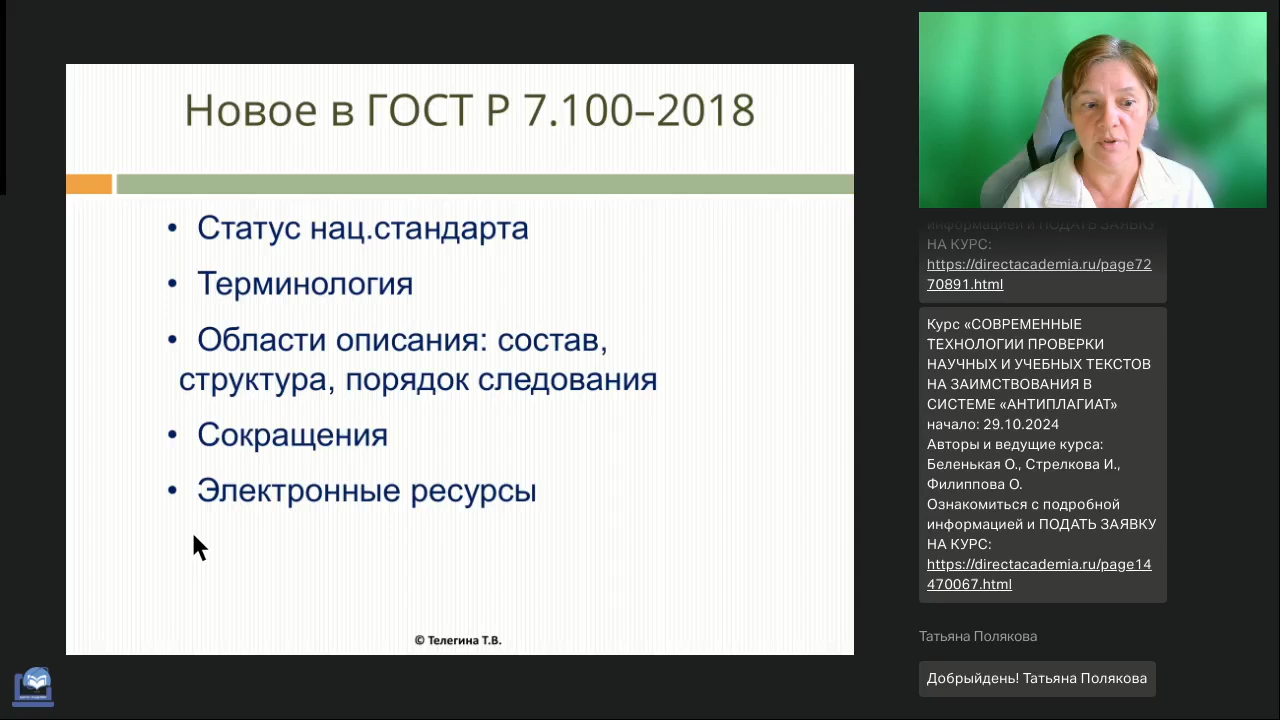 Новое в ГОСТ Р 7.100–2018
• Статус нац.стандарта
• Терминология
• Области описания: состав,
структура, порядок следования
• Сокращения
• Электронные ресурсы
© Телегина Т.В.
информацией и ПОДАТЬ ЗАЯВКУ
НА КУРС:
https://directacademia.ru/page72
70891.html
Курс «СОВРЕМЕННЫЕ
ТЕХНОЛОГИИ ПРОВЕРКИ
НАУЧНЫХ И УЧЕБНЫХ ТЕКСТОВ
НА ЗАИМСТВОВАНИЯ В
СИСТЕМЕ «АНТИПЛАГИАТ»
начало: 29.10.2024
Авторы и ведущие курса:
Беленькая О., Стрелкова И.,
Филиппова О.
Ознакомиться с подробной
информацией и ПОДАТЬ ЗАЯВКУ
НА КУРС:
https://directacademia.ru/page14
470067.html
Татьяна Полякова
Добрыйдень! Татьяна Полякова